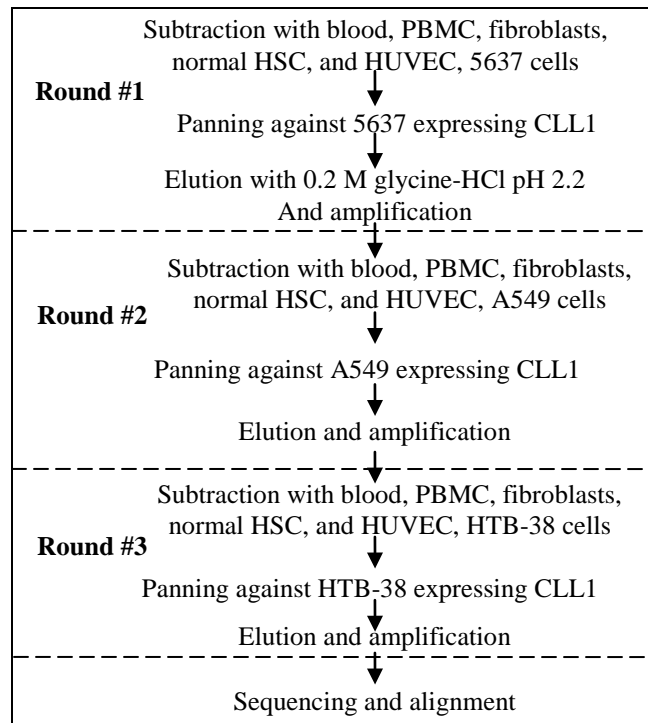 Subtraction with blood, PBMC, fibroblasts,
normal HSC, and HUVEC, 5637 cells
Round #1
Panning against 5637 expressing CLL1
Elution with 0.2 M glycine-HCl pH 2.2
And amplification
Subtraction with blood, PBMC, fibroblasts,
normal HSC, and HUVEC, A549 cells
Round #2
Panning against A549 expressing CLL1
Elution and amplification
Subtraction with blood, PBMC, fibroblasts,
normal HSC, and HUVEC, HTB-38 cells
Round #3
Panning against HTB-38 expressing CLL1
Elution and amplification
Sequencing and alignment